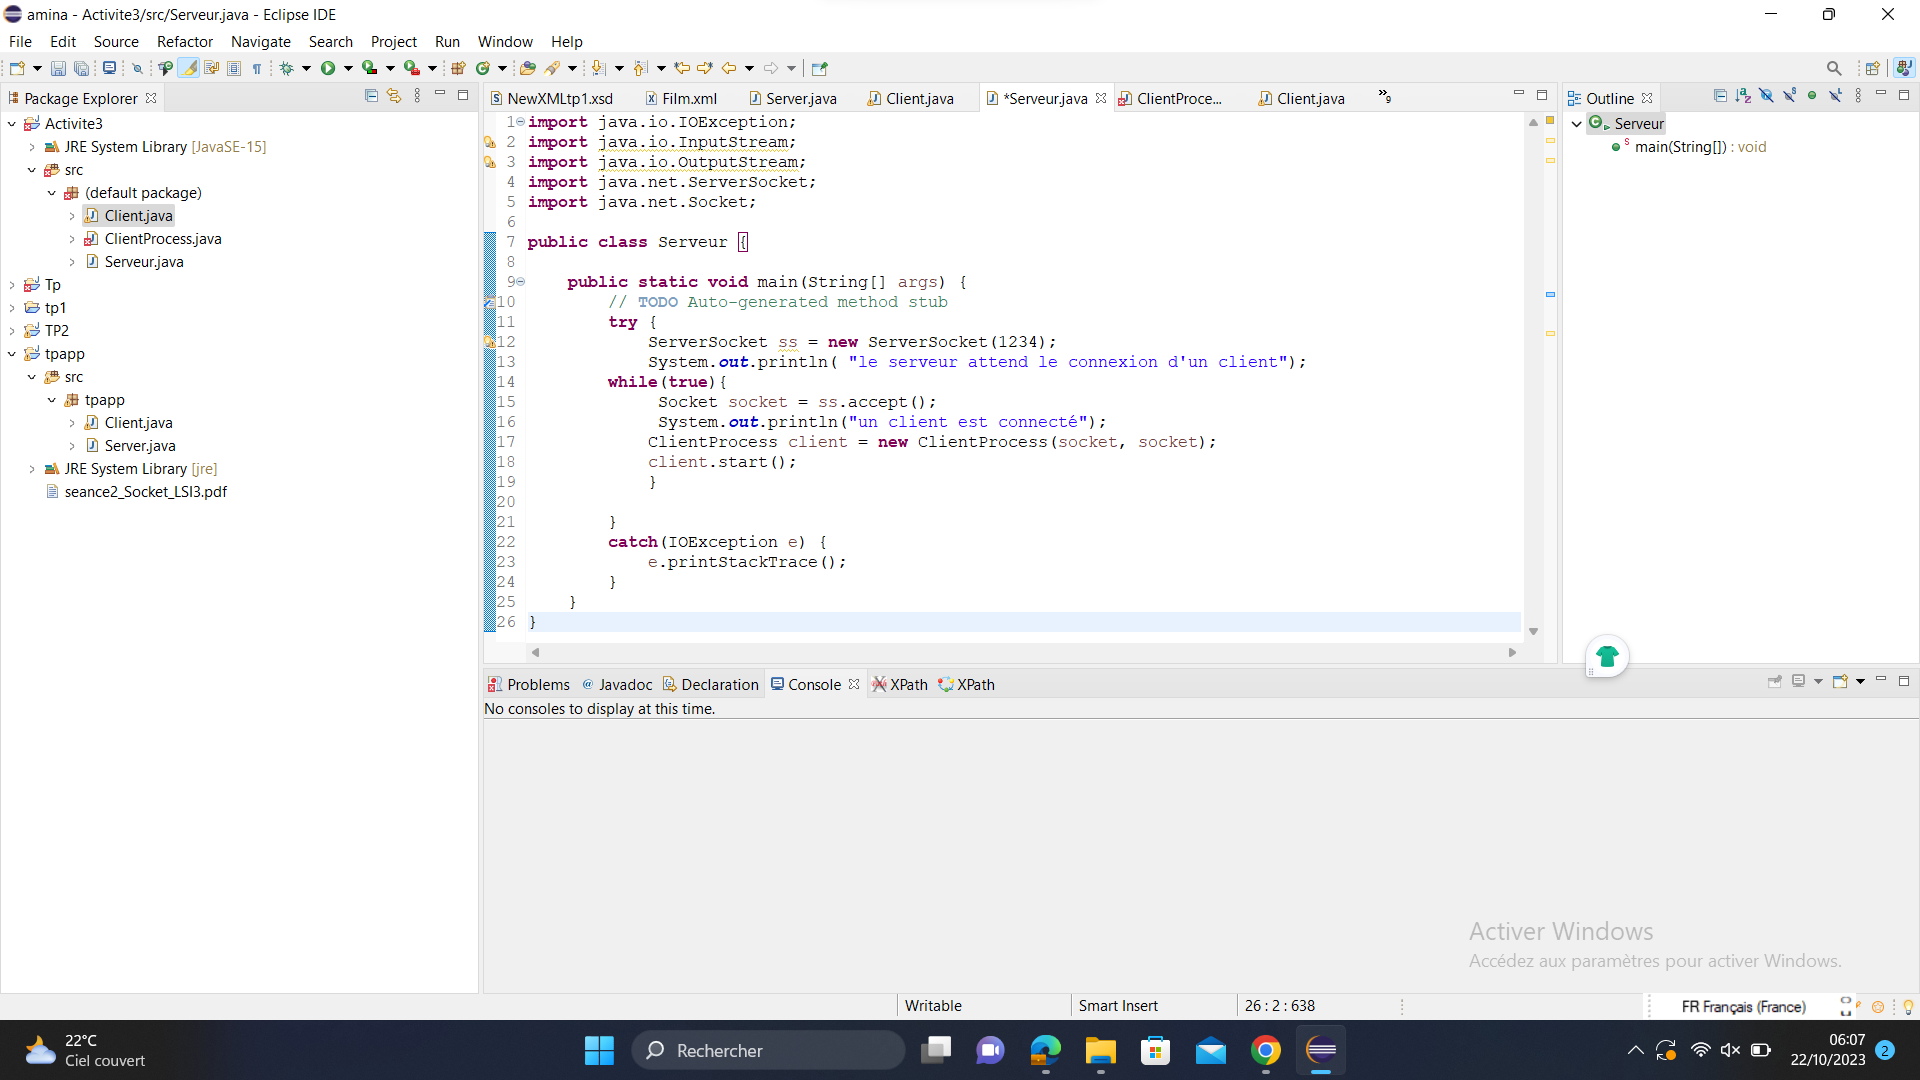 amina - Activite3/src/Serveur.java - Eclipse IDE
File Edit Source Refactor Navigate Search Project Run Window Help
Package Explorer
Activite3
JRE System Library [JavaSE-15]
src
(default package)
Client.java
ClientProcess.java
Serveur.java
Tp
tp1
TP2
tpapp
src
tpapp
Client.java
Server.java
JRE System Library [jre]
seance2_Socket_LSI3.pdf
NewXMLtp1.xsd Film.xml Server.java Client.java *Serveur.java ClientProce... Client.java »9
1 import java.io.IOException;
2 import java.io.InputStream;
3 import java.io.OutputStream;
4 import java.net.ServerSocket;
5 import java.net.Socket;
6
7 public class Serveur {
8
9 public static void main(String[] args) {
10 // TODO Auto-generated method stub
11 try {
12 ServerSocket ss = new ServerSocket(1234);
13 System.out.println( "le serveur attend le connexion d'un client");
14 while(true){
15 Socket socket = ss.accept();
16 System.out.println("un client est connecté");
17 ClientProcess client = new ClientProcess(socket, socket);
18 client.start();
19 }
20
21 }
22 catch(IOException e) {
23 e.printStackTrace();
24 }
25 }
26 }
Outline
Serveur
main(String[]) : void
Problems @ Javadoc Declaration Console XPath XPath
No consoles to display at this time.
Activer Windows
Accédez aux paramètres pour activer Windows.
Writable Smart Insert 26 : 2 : 638
FR Français (France)
22°C
Ciel couvert
Rechercher
06:07
22/10/2023
2